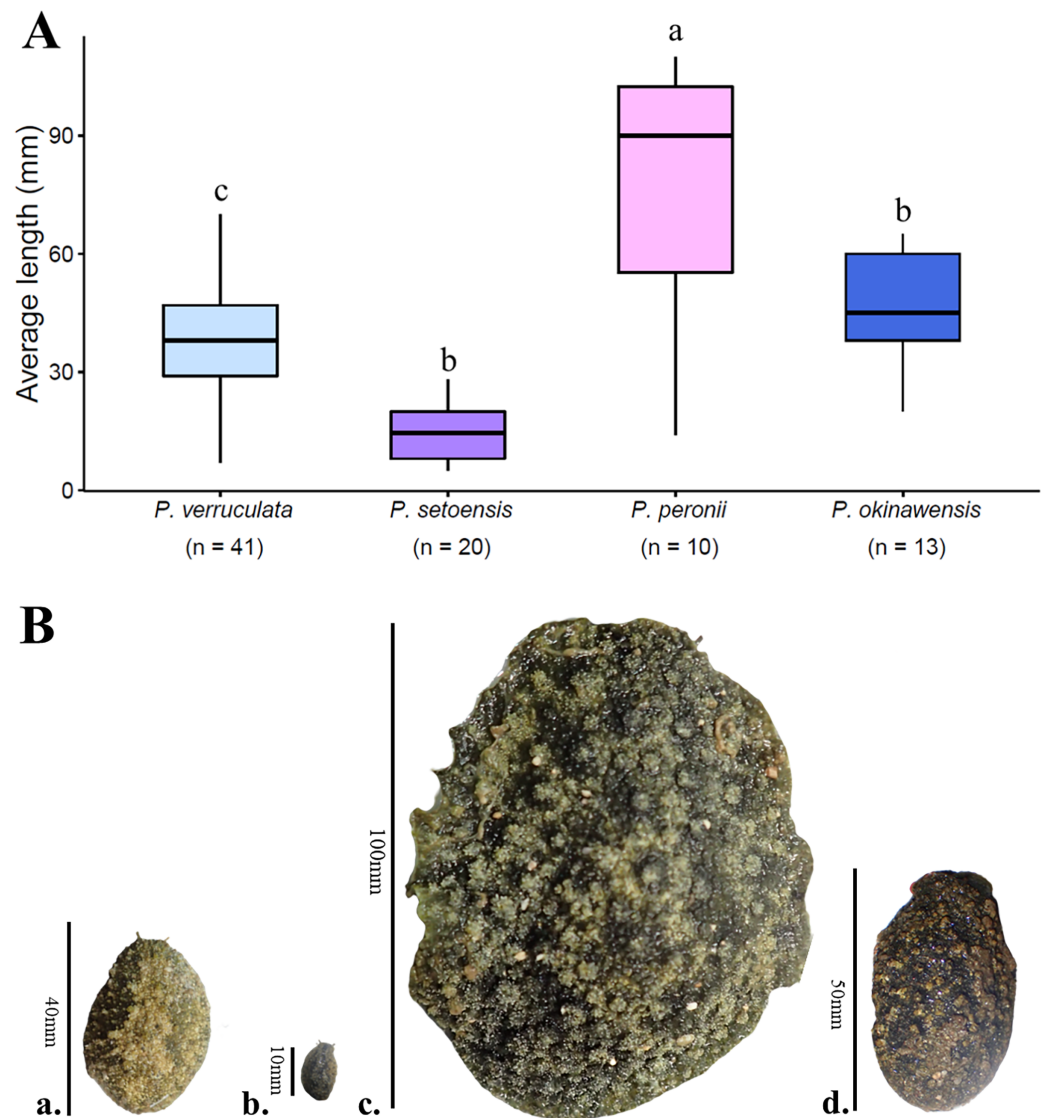 A
Average length (mm)
90
60
30
0
c
b
a
b
P. verruculata
P. setoensis
P. peronii
P. okinawensis
(n = 41)
(n = 20)
(n = 10)
(n = 13)
B
40mm
a.
10mm
b.
100mm
c.
50mm
d.